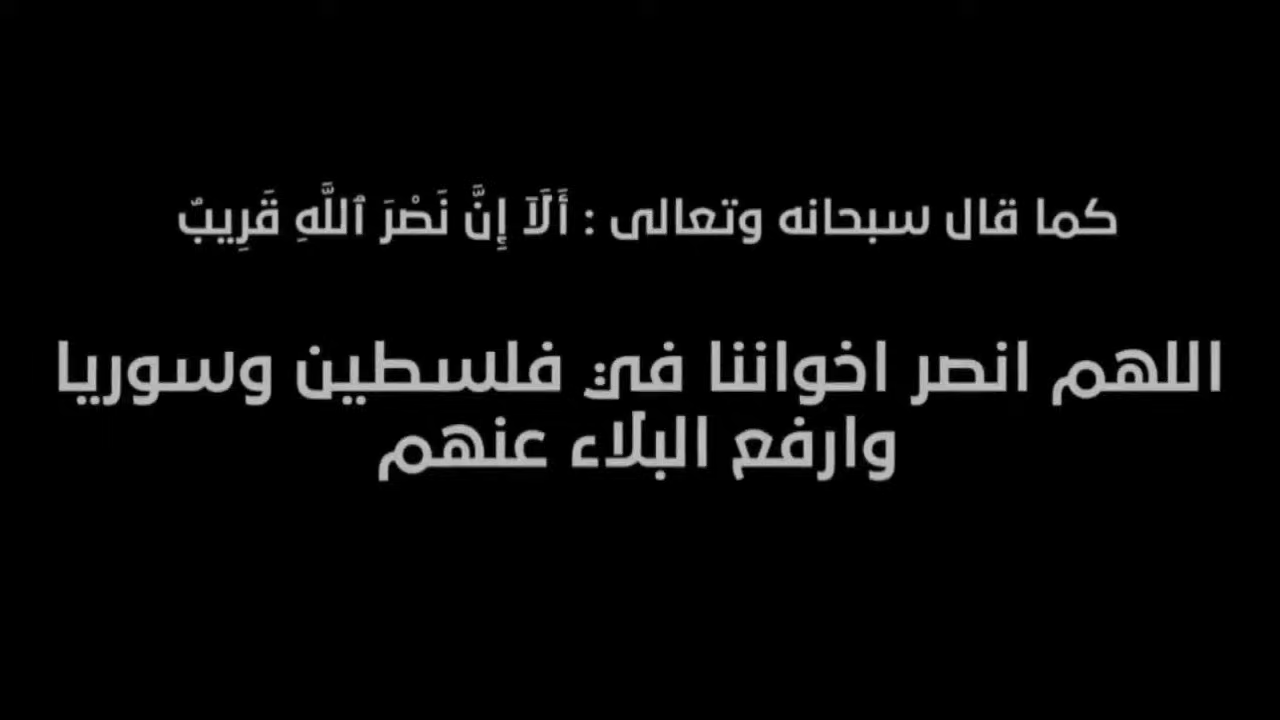 كما قال سبحانه وتعالى : أَلَآ إِنَّ نَصْرَ ٱللَّهِ قَرِيبٌ
اللهم انصر اخواننا في فلسطين وسوريا
وارفع البلاء عنهم